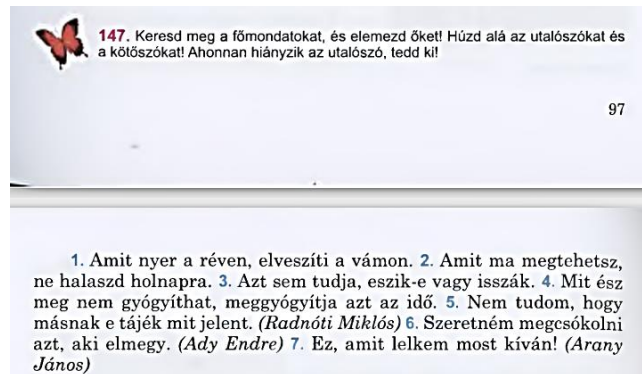 147. Keresd meg a főmondatokat, és elemezd őket! Húzd alá az utalószókat és
a kötőszókat! Ahonnan hiányzik az utalószó, tedd ki!
97
1. Amit nyer a réven, elveszíti a vámon. 2. Amit ma megtehetsz,
ne halaszd holnapra. 3. Azt sem tudja, eszik-e vagy isszák. 4. Mit ész
meg nem gyógyíthat, meggyógyítja azt az idő. 5. Nem tudom, hogy
másnak e tájék mit jelent. (Radnóti Miklós) 6. Szeretném megcsókolni
azt, aki elmegy. (Ady Endre) 7. Ez, amit lelkem most kíván! (Arany
János)